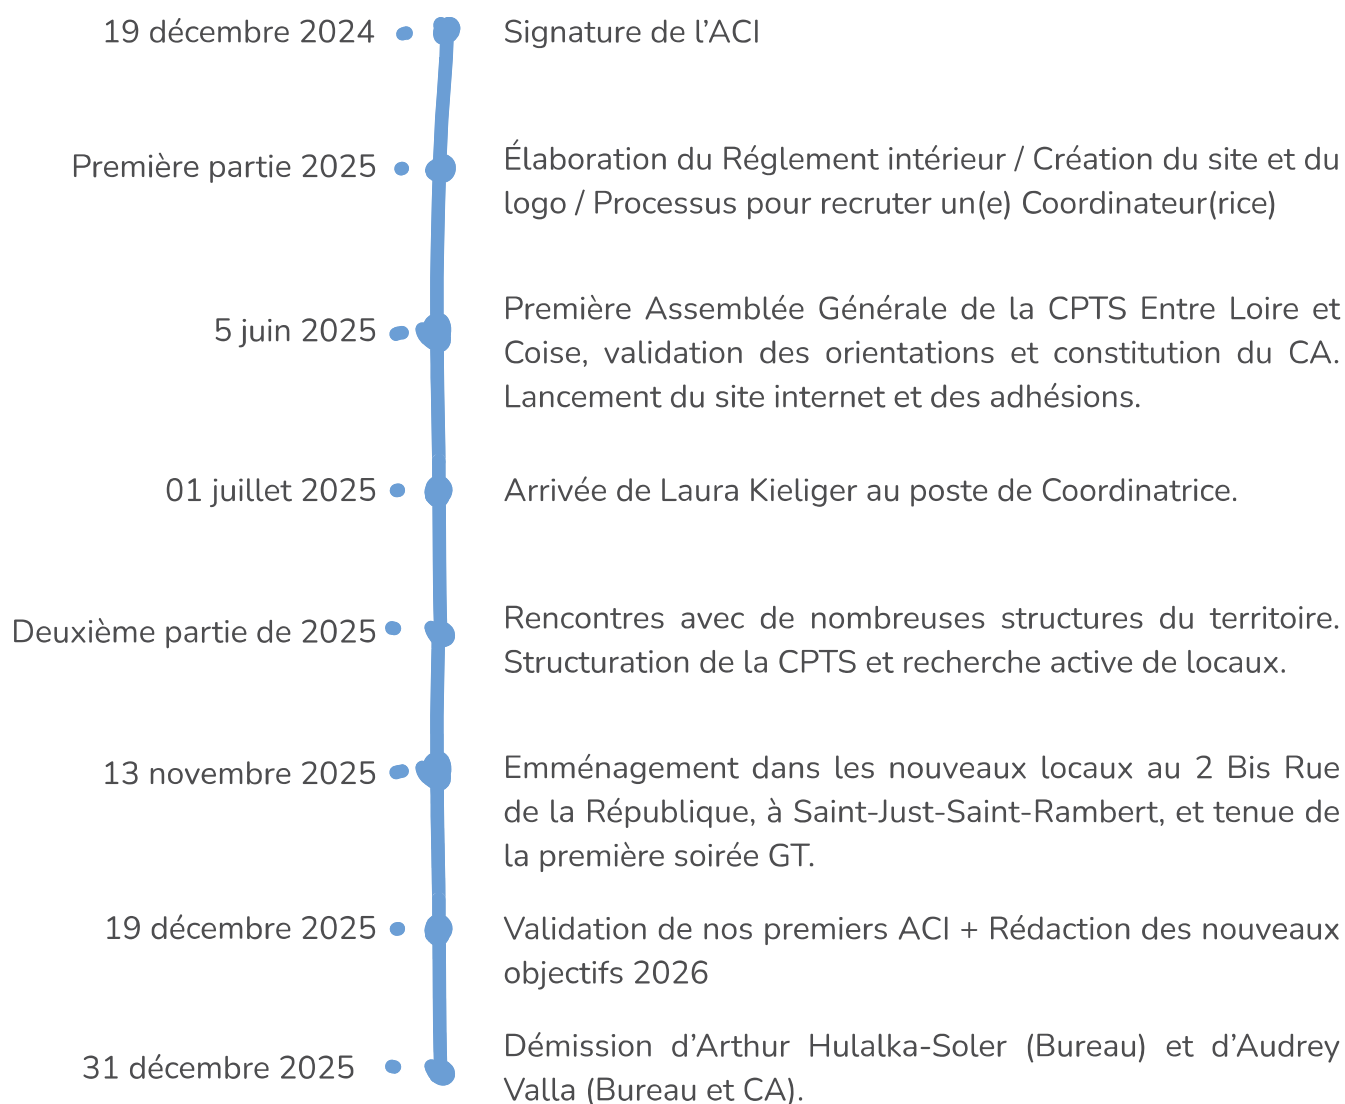 19 décembre 2024
Signature de l’ACI
Première partie 2025
Élaboration du Réglement intérieur / Création du site et du
logo / Processus pour recruter un(e) Coordinateur(rice)
5 juin 2025
Première Assemblée Générale de la CPTS Entre Loire et
Coise, validation des orientations et constitution du CA.
Lancement du site internet et des adhésions.
01 juillet 2025
Arrivée de Laura Kieliger au poste de Coordinatrice.
Deuxième partie de 2025
Rencontres avec de nombreuses structures du territoire.
Structuration de la CPTS et recherche active de locaux.
13 novembre 2025
Emménagement dans les nouveaux locaux au 2 Bis Rue
de la République, à Saint-Just-Saint-Rambert, et tenue de
la première soirée GT.
19 décembre 2025
Validation de nos premiers ACI + Rédaction des nouveaux
objectifs 2026
31 décembre 2025
Démission d’Arthur Hulalka-Soler (Bureau) et d’Audrey
Valla (Bureau et CA).